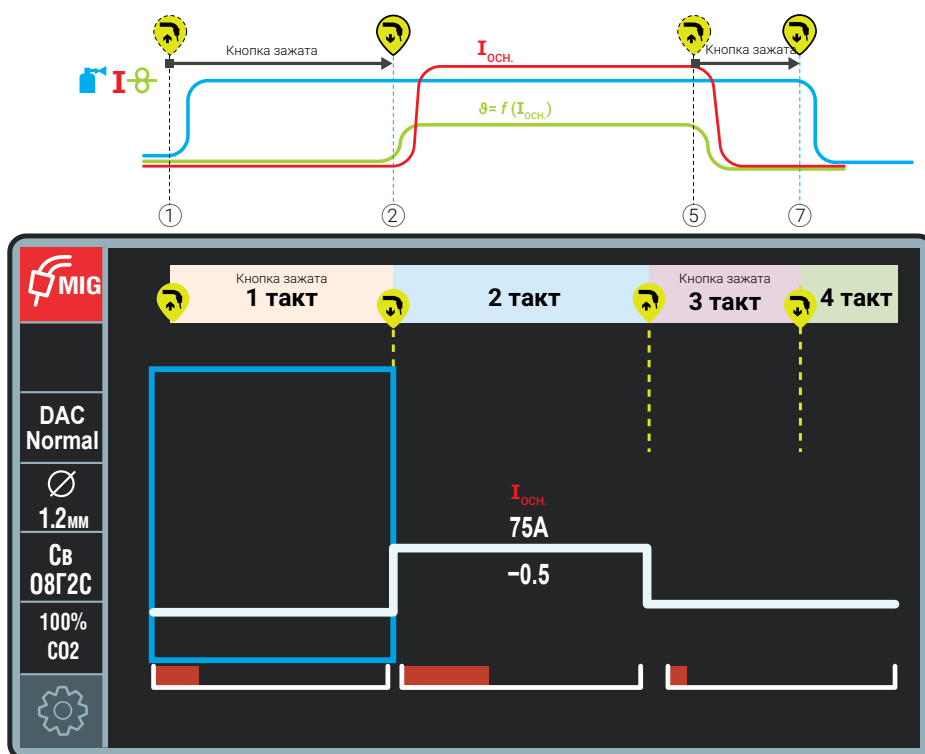 Кнопка зажата
Iосн.
Кнопка зажата
I
ϑ= f (Iосн.)
1
2
5
7
MIG
Кнопка зажата
1 такт
2 такт
Кнопка зажата
3 такт
4 такт
DAC
Normal
∅
1.2мм
Св
08Г2С
100%
CO2
Iосн.
75А
−0.5